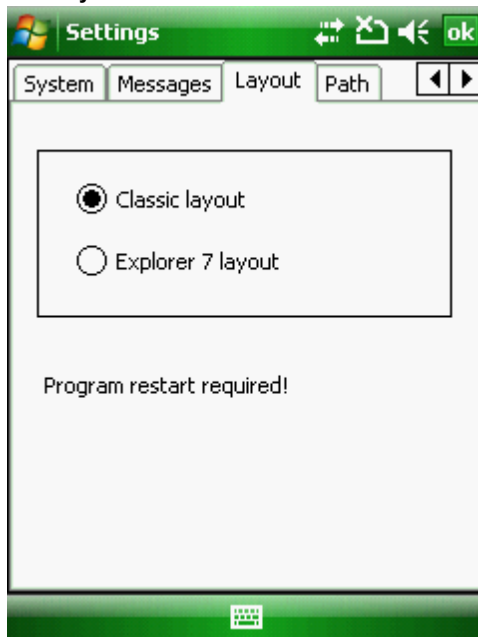 Settings
ok
System Messages Layout Path
Classic layout
Explorer 7 layout
Program restart required!